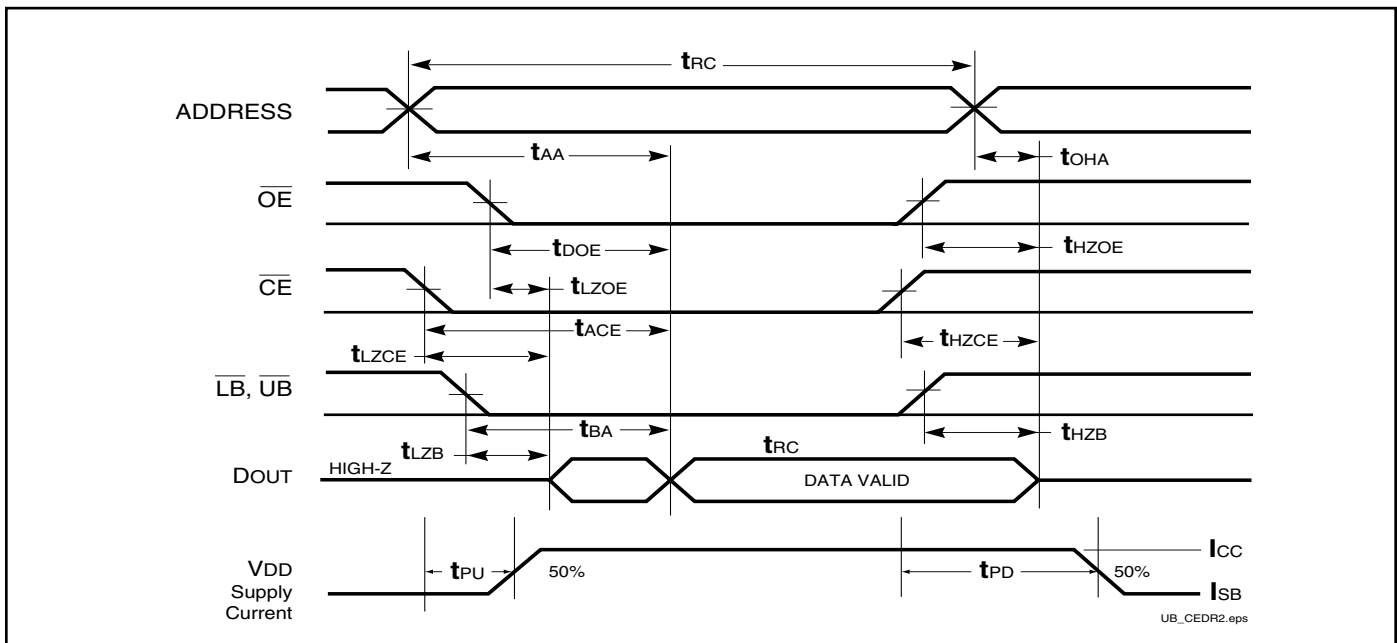 tRC
ADDRESS
tAA
tOHA
OE
tDOE
tHZOE
CE
tLZOE
tACE
tHZCE
tLZCE
LB, UB
tBA
tHZB
tLZB
tRC
DOUT
HIGH-Z
DATA VALID
ICC
VDD
Supply
Current
tPU
50%
tPD
50%
ISB
UB_CEDR2.eps